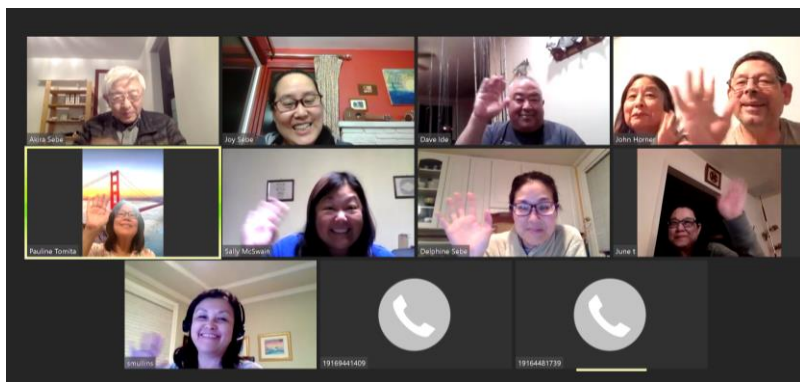 Akira Sebe
Joy Sebe
Dave Ide
John Horner
Pauline Tomita
Sally McSwain
Delphine Sebe
June t
smullins
19169441409
19164481739